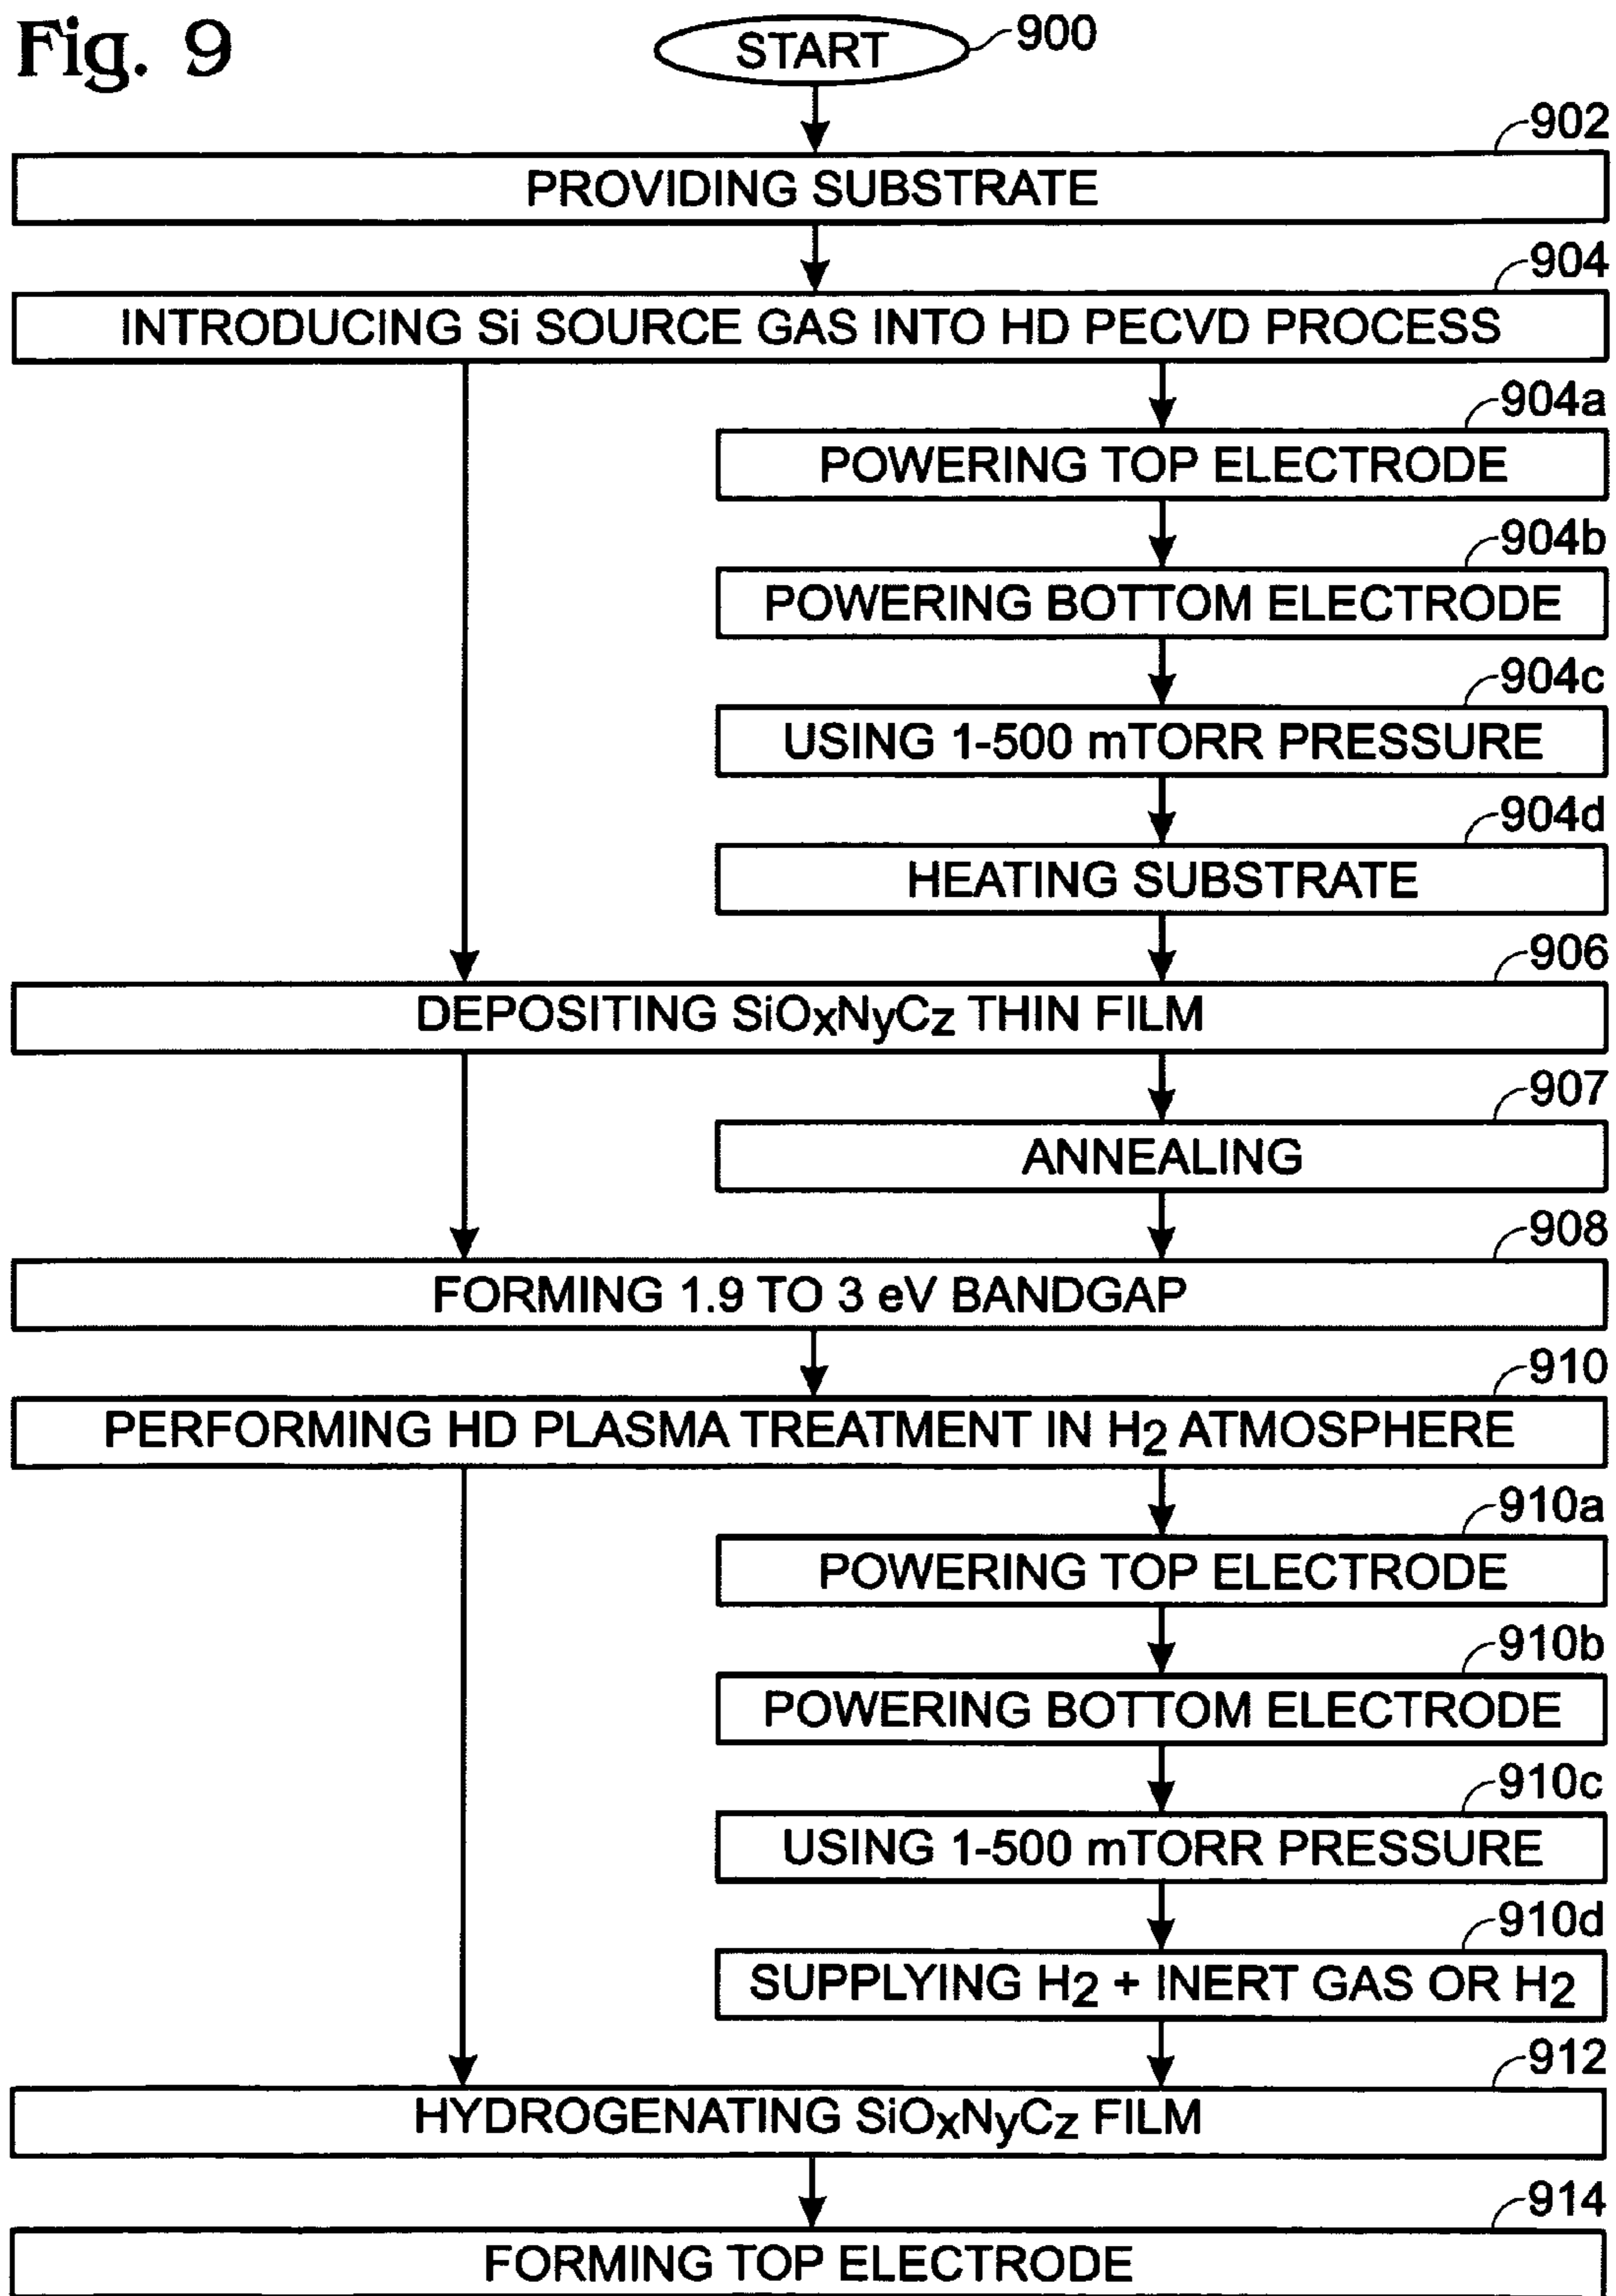 Fig. 9
START
900
902
PROVIDING SUBSTRATE
904
INTRODUCING Si SOURCE GAS INTO HD PECVD PROCESS
904a
POWERING TOP ELECTRODE
904b
POWERING BOTTOM ELECTRODE
904c
USING 1-500 mTORR PRESSURE
904d
HEATING SUBSTRATE
906
DEPOSITING SiOxNyCz THIN FILM
907
ANNEALING
908
FORMING 1.9 TO 3 eV BANDGAP
910
PERFORMING HD PLASMA TREATMENT IN H2 ATMOSPHERE
910a
POWERING TOP ELECTRODE
910b
POWERING BOTTOM ELECTRODE
910c
USING 1-500 mTORR PRESSURE
910d
SUPPLYING H2 + INERT GAS OR H2
912
HYDROGENATING SiOxNyCz FILM
914
FORMING TOP ELECTRODE